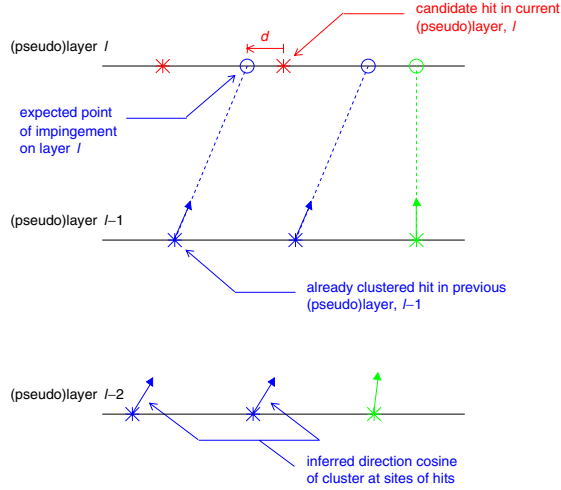 candidate hit in current
(pseudo)layer, l
d
(pseudo)layer l
expected point
of impingement
on layer l
(pseudo)layer l−1
already clustered hit in previous
(pseudo)layer, l−1
(pseudo)layer l−2
inferred direction cosine
of cluster at sites of hits